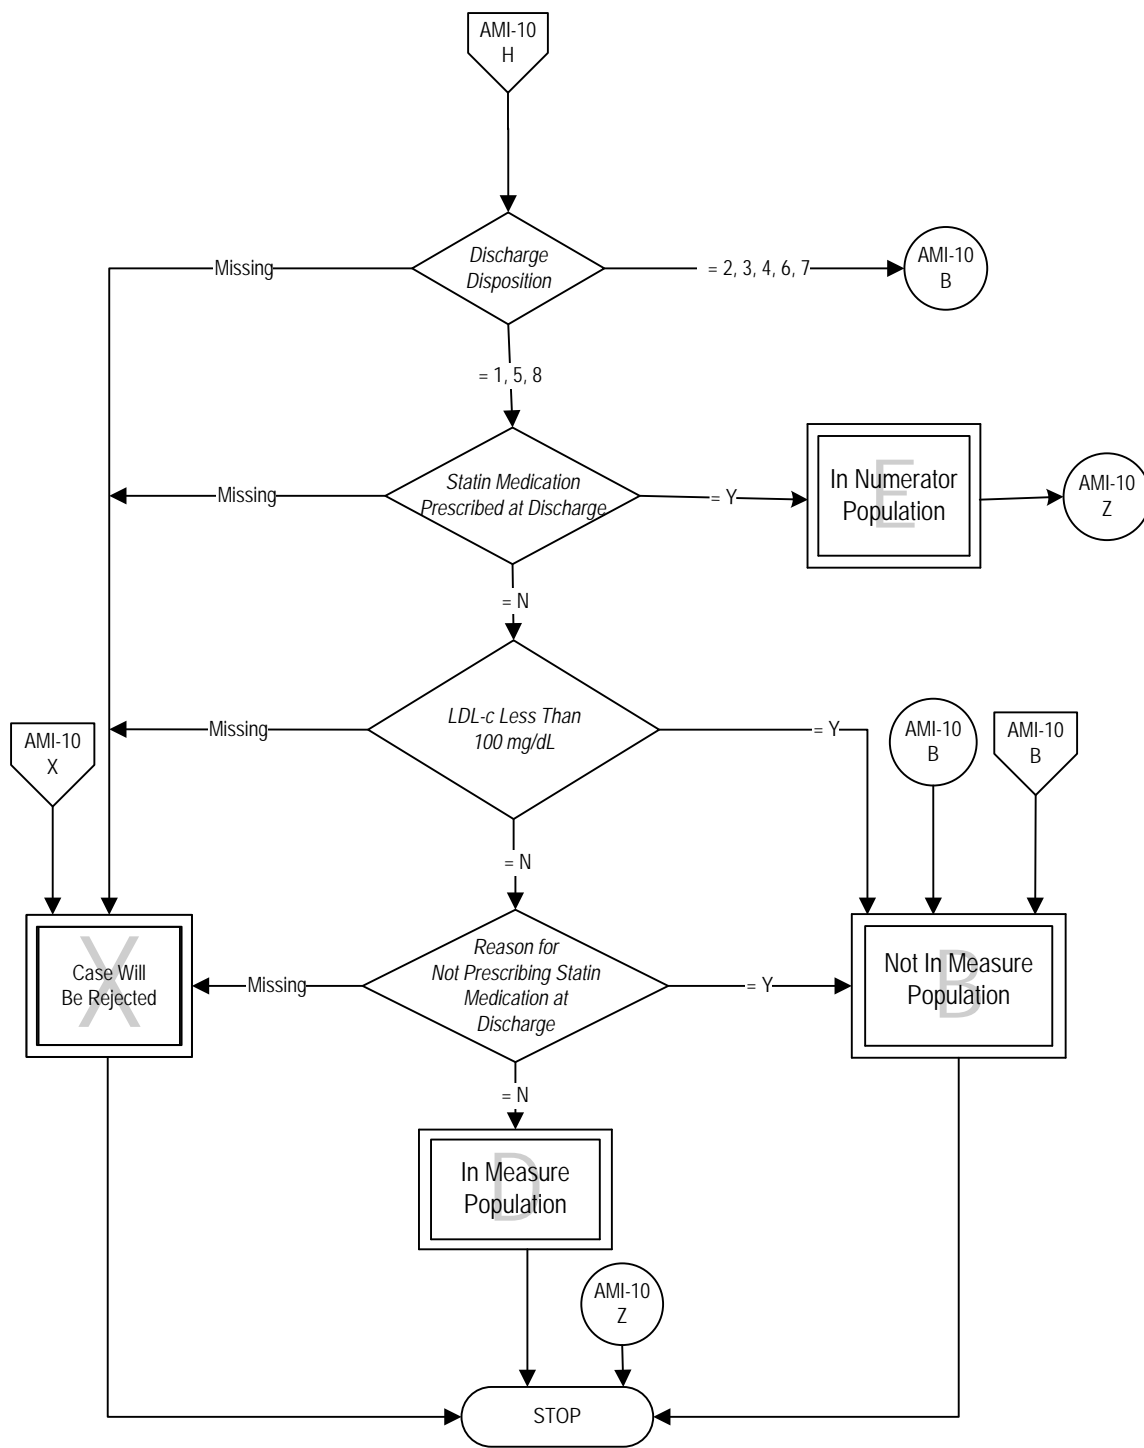 AMI-10
H
Discharge
Disposition
Missing
= 2, 3, 4, 6, 7
AMI-10
B
= 1, 5, 8
Statin Medication
Prescribed at Discharge
Missing
= Y
E
In Numerator
Population
AMI-10
Z
= N
LDL-c Less Than
100 mg/dL
Missing
= Y
AMI-10
X
AMI-10
B
AMI-10
B
= N
Reason for
Not Prescribing Statin
Medication at
Discharge
Missing
= Y
X
Case Will
Be Rejected
B
Not In Measure
Population
= N
D
In Measure
Population
AMI-10
Z
STOP